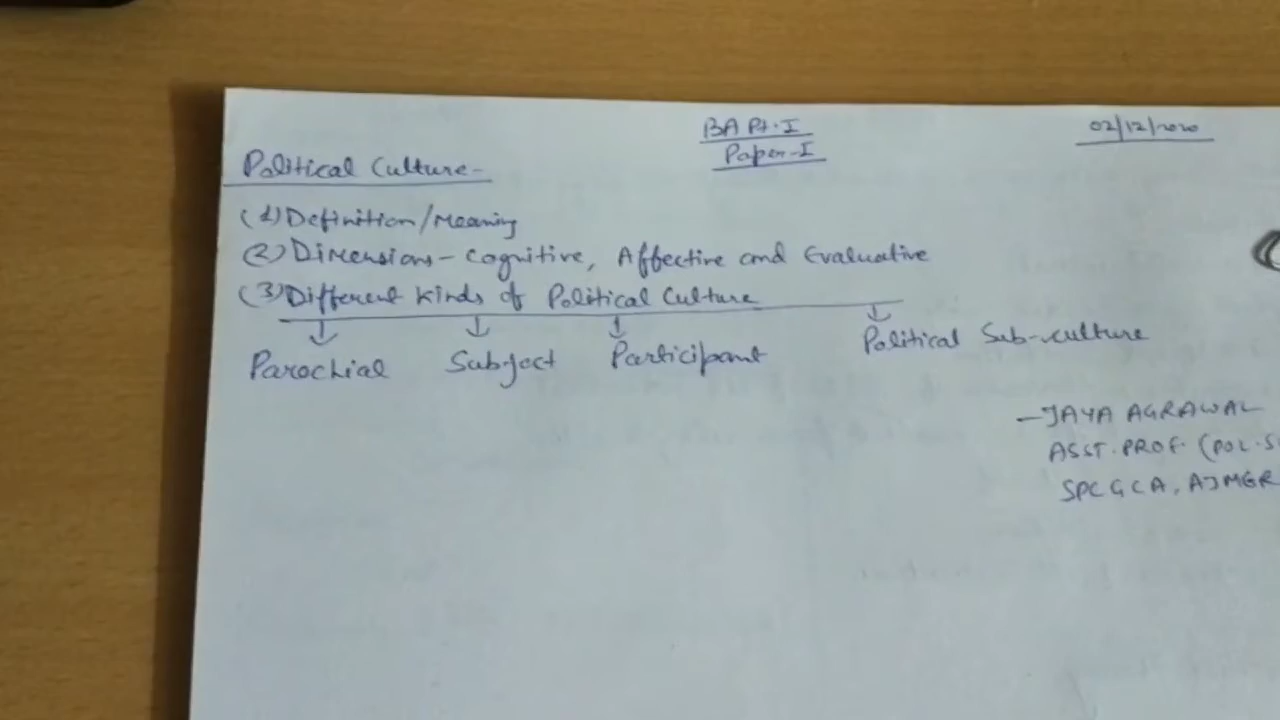 BA Pt. I
Paper-I
02/12/2020
Political Culture-
(1) Definition/Meaning
(2) Dimensions- Cognitive, Affective and Evaluative
(3) Different Kinds of Political Culture
Parochial Subject Participant Political Sub-culture
- JAYA AGRAWAL
ASST. PROF. (POL.S
SPCGCA, AJMER